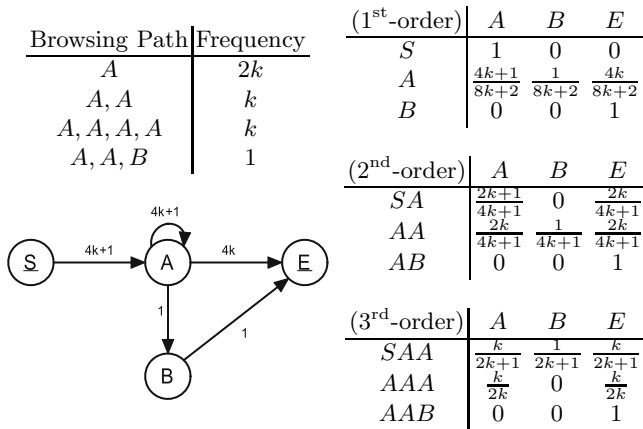 Browsing Path Frequency
A 2k
A, A k
A, A, A, A k
A, A, B 1
4k+1
S 4k+1 A 4k E
1 1
B
(1st-order) A B E
S 1 0 0
A 4k+1/8k+2 1/8k+2 4k/8k+2
B 0 0 1
(2nd-order) A B E
SA 2k+1/4k+1 0 2k/4k+1
AA 2k/4k+1 1/4k+1 2k/4k+1
AB 0 0 1
(3rd-order) A B E
SAA k/2k+1 1/2k+1 k/2k+1
AAA k/2k 0 k/2k
AAB 0 0 1